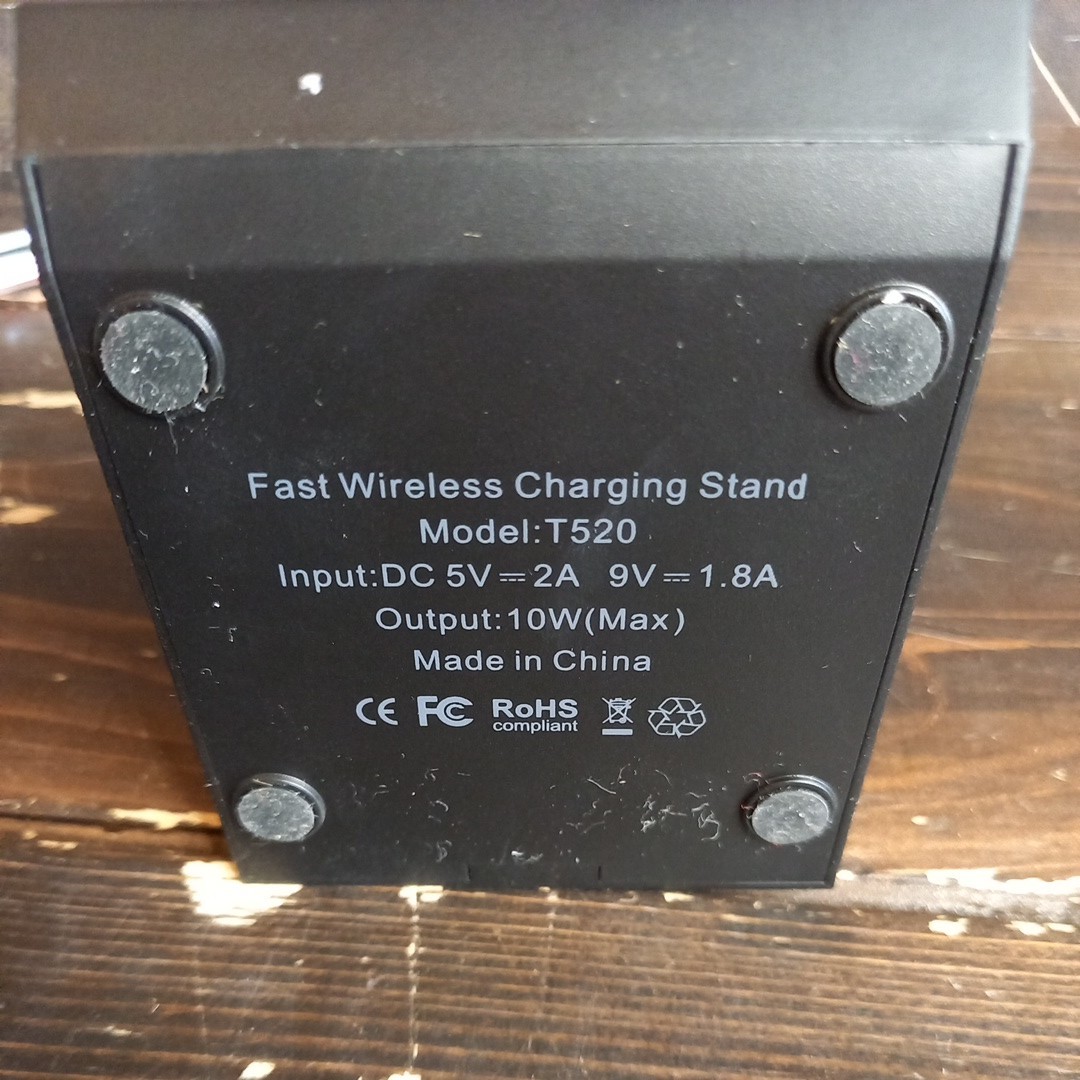 Fast Wireless Charging Stand
Model:T520
Input:DC 5V⎓2A 9V⎓1.8A
Output:10W(Max)
Made in China
CE FC RoHS
compliant